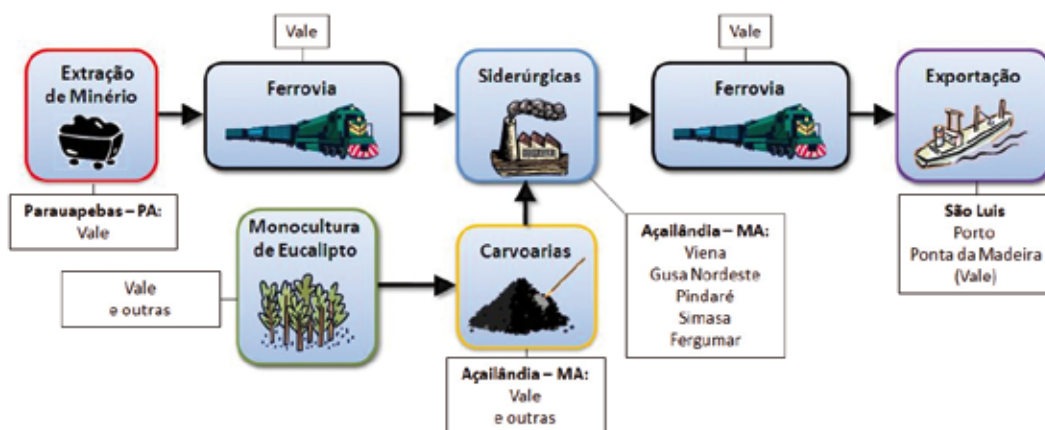 Vale
Vale
Extração
de Minério
Ferrovia
Siderúrgicas
Ferrovia
Exportação
Parauapebas – PA:
Vale
Monocultura
de Eucalipto
Carvoarias
Açailândia – MA:
Viena
Gusa Nordeste
Pindaré
Simasa
Fergumar
São Luis
Porto
Ponta da Madeira
(Vale)
Vale
e outras
Açailândia – MA:
Vale
e outras